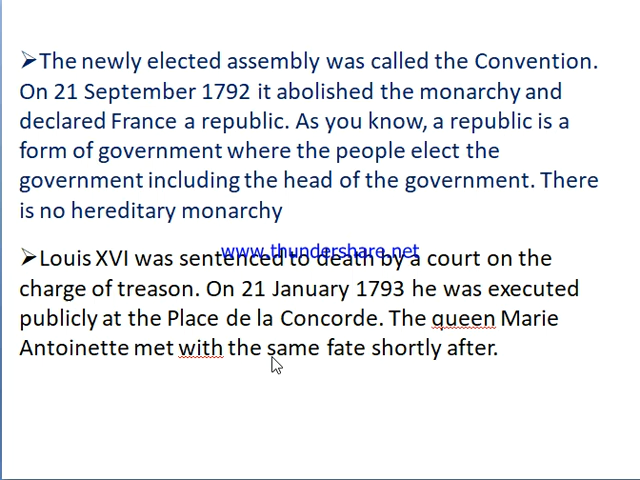 ➢The newly elected assembly was called the Convention.
On 21 September 1792 it abolished the monarchy and
declared France a republic. As you know, a republic is a
form of government where the people elect the
government including the head of the government. There
is no hereditary monarchy
www.thundershare.net
➢Louis XVI was sentenced to death by a court on the
charge of treason. On 21 January 1793 he was executed
publicly at the Place de la Concorde. The queen Marie
Antoinette met with the same fate shortly after.